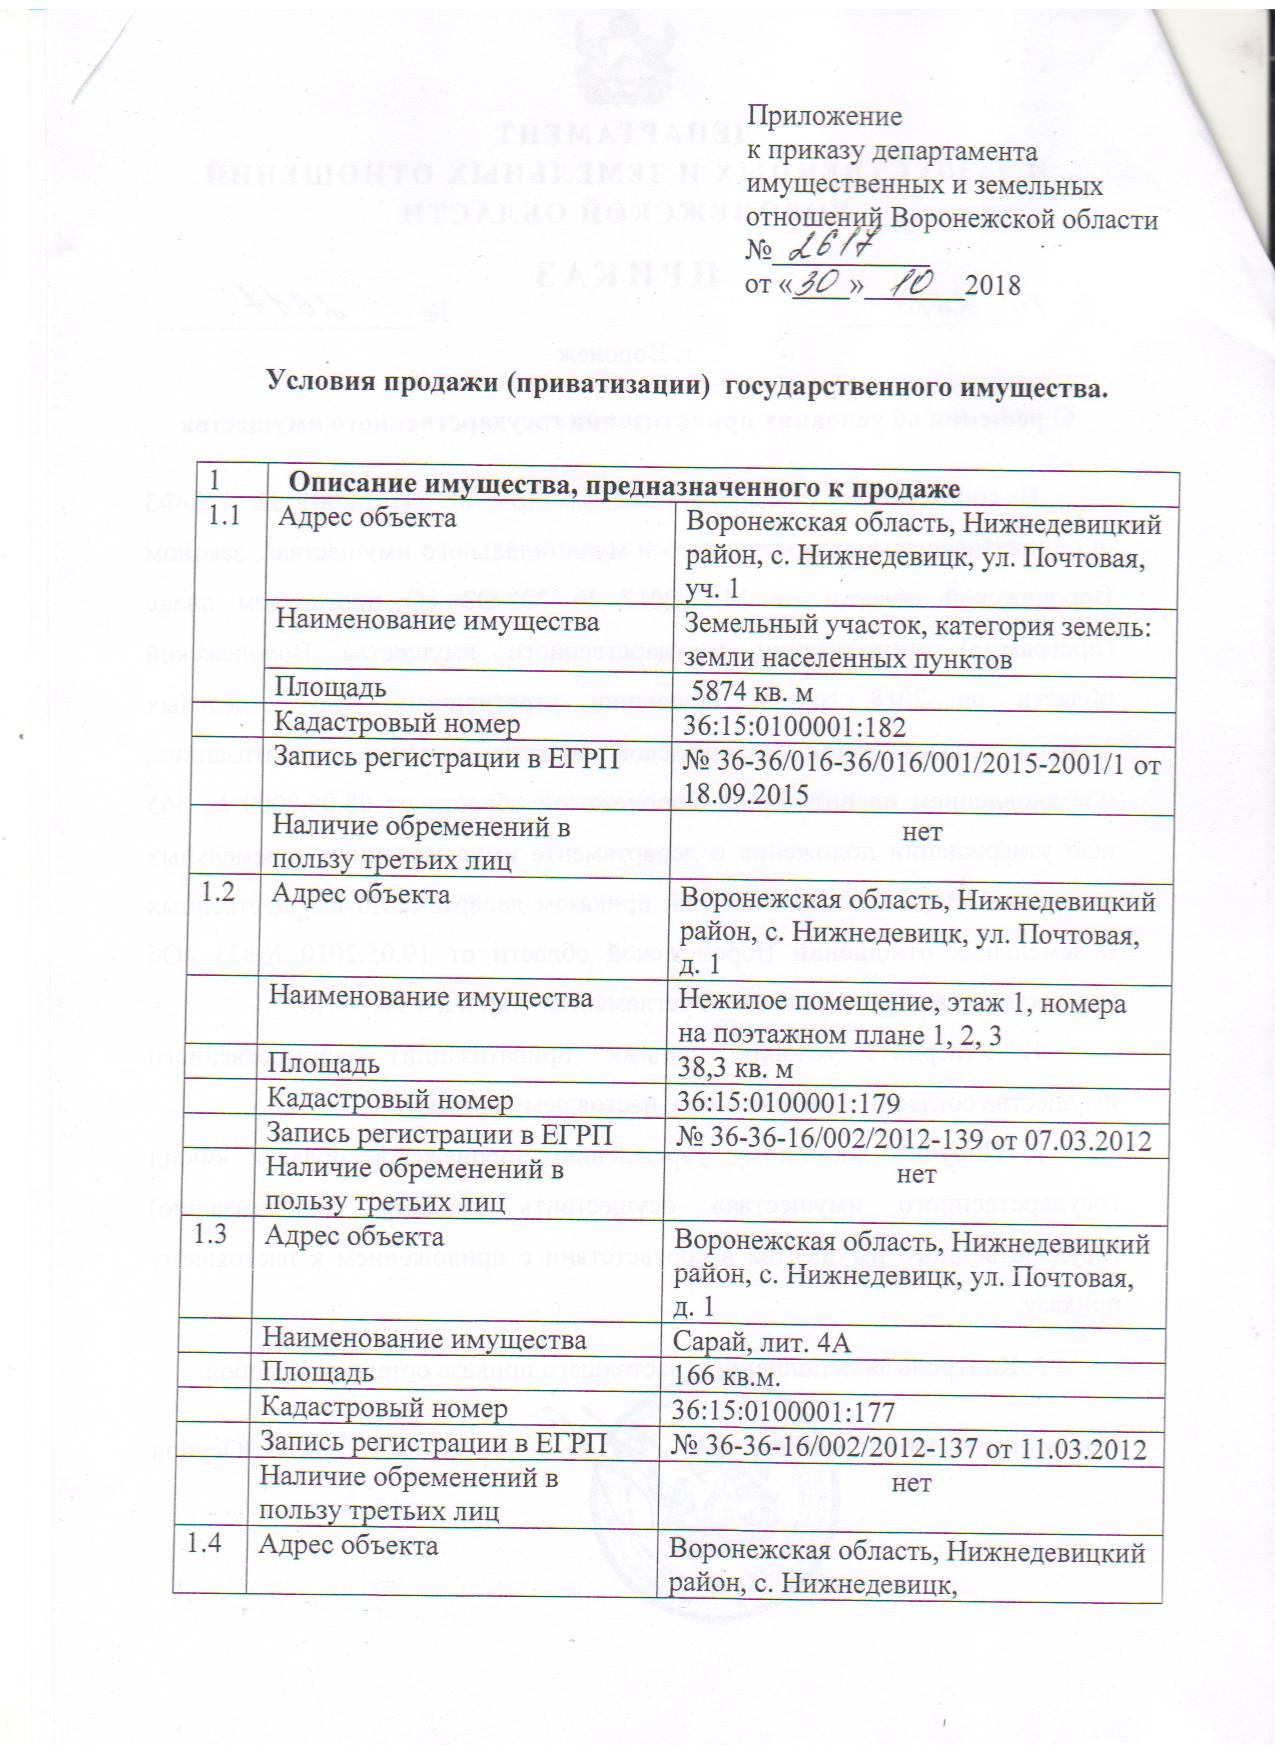 Приложение
к приказу департамента
имущественных и земельных
отношений Воронежской области
№ 2617
от «30» 10 2018
Условия продажи (приватизации) государственного имущества.
1 Описание имущества, предназначенного к продаже
1.1 Адрес объекта Воронежская область, Нижнедевицкий
район, с. Нижнедевицк, ул. Почтовая,
уч. 1
Наименование имущества Земельный участок, категория земель:
земли населенных пунктов
Площадь 5874 кв. м
Кадастровый номер 36:15:0100001:182
Запись регистрации в ЕГРП № 36-36/016-36/016/001/2015-2001/1 от
18.09.2015
Наличие обременений в нет
пользу третьих лиц
1.2 Адрес объекта Воронежская область, Нижнедевицкий
район, с. Нижнедевицк, ул. Почтовая,
д. 1
Наименование имущества Нежилое помещение, этаж 1, номера
на поэтажном плане 1, 2, 3
Площадь 38,3 кв. м
Кадастровый номер 36:15:0100001:179
Запись регистрации в ЕГРП № 36-36-16/002/2012-139 от 07.03.2012
Наличие обременений в нет
пользу третьих лиц
1.3 Адрес объекта Воронежская область, Нижнедевицкий
район, с. Нижнедевицк, ул. Почтовая,
д. 1
Наименование имущества Сарай, лит. 4А
Площадь 166 кв.м.
Кадастровый номер 36:15:0100001:177
Запись регистрации в ЕГРП № 36-36-16/002/2012-137 от 11.03.2012
Наличие обременений в нет
пользу третьих лиц
1.4 Адрес объекта Воронежская область, Нижнедевицкий
район, с. Нижнедевицк,